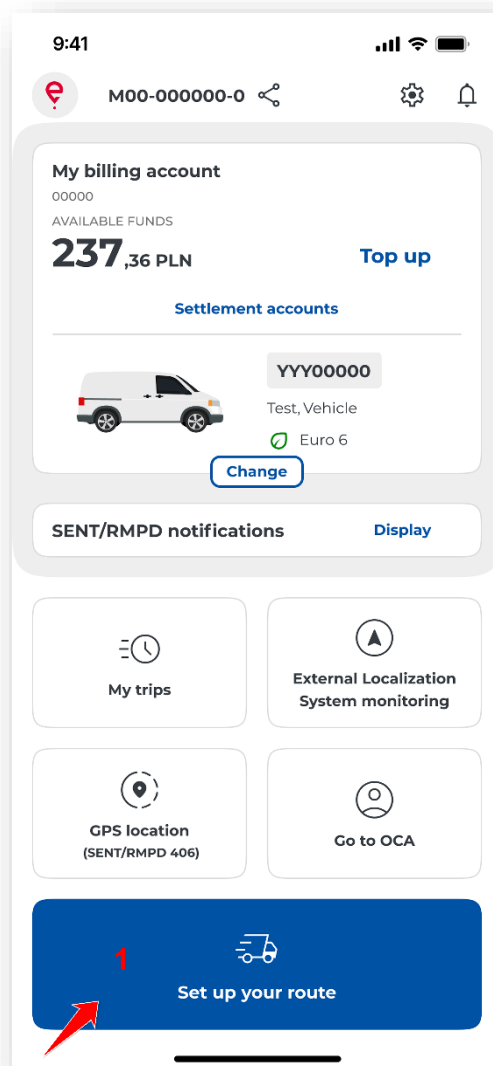 9:41
M00-000000-0
My billing account
00000
AVAILABLE FUNDS
237,36 PLN
Top up
Settlement accounts
YYY00000
Test, Vehicle
Euro 6
Change
SENT/RMPD notifications
Display
My trips
External Localization
System monitoring
GPS location
(SENT/RMPD 406)
Go to OCA
1
Set up your route